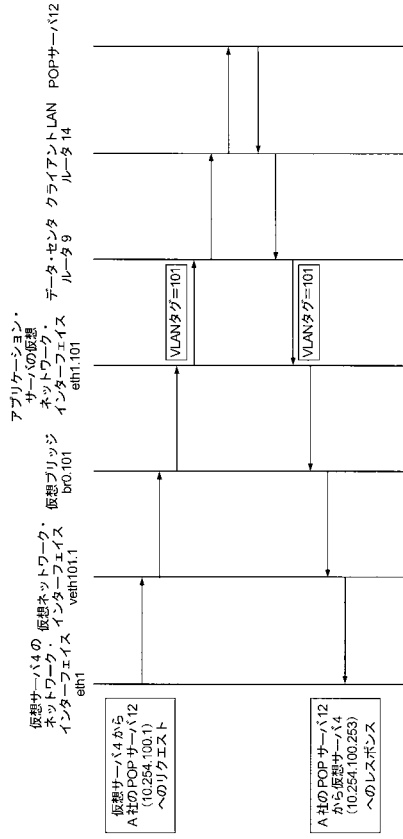 仮想サーバ4の
ネットワーク・
インターフェイス
eth1
仮想ネットワーク・
インターフェイス
veth101.1
仮想ブリッジ
br0.101
アプリケーション・
サーバの仮想
ネットワーク・
インターフェイス
eth1.101
データ・センタ
ルータ9
クライアントLAN
ルータ14
POPサーバ12
仮想サーバ4から
A社のPOPサーバ12
(10.254.100.1)
へのリクエスト
VLANタグ=101
A社のPOPサーバ12
から仮想サーバ4
(10.254.100.253)
へのレスポンス
VLANタグ=101